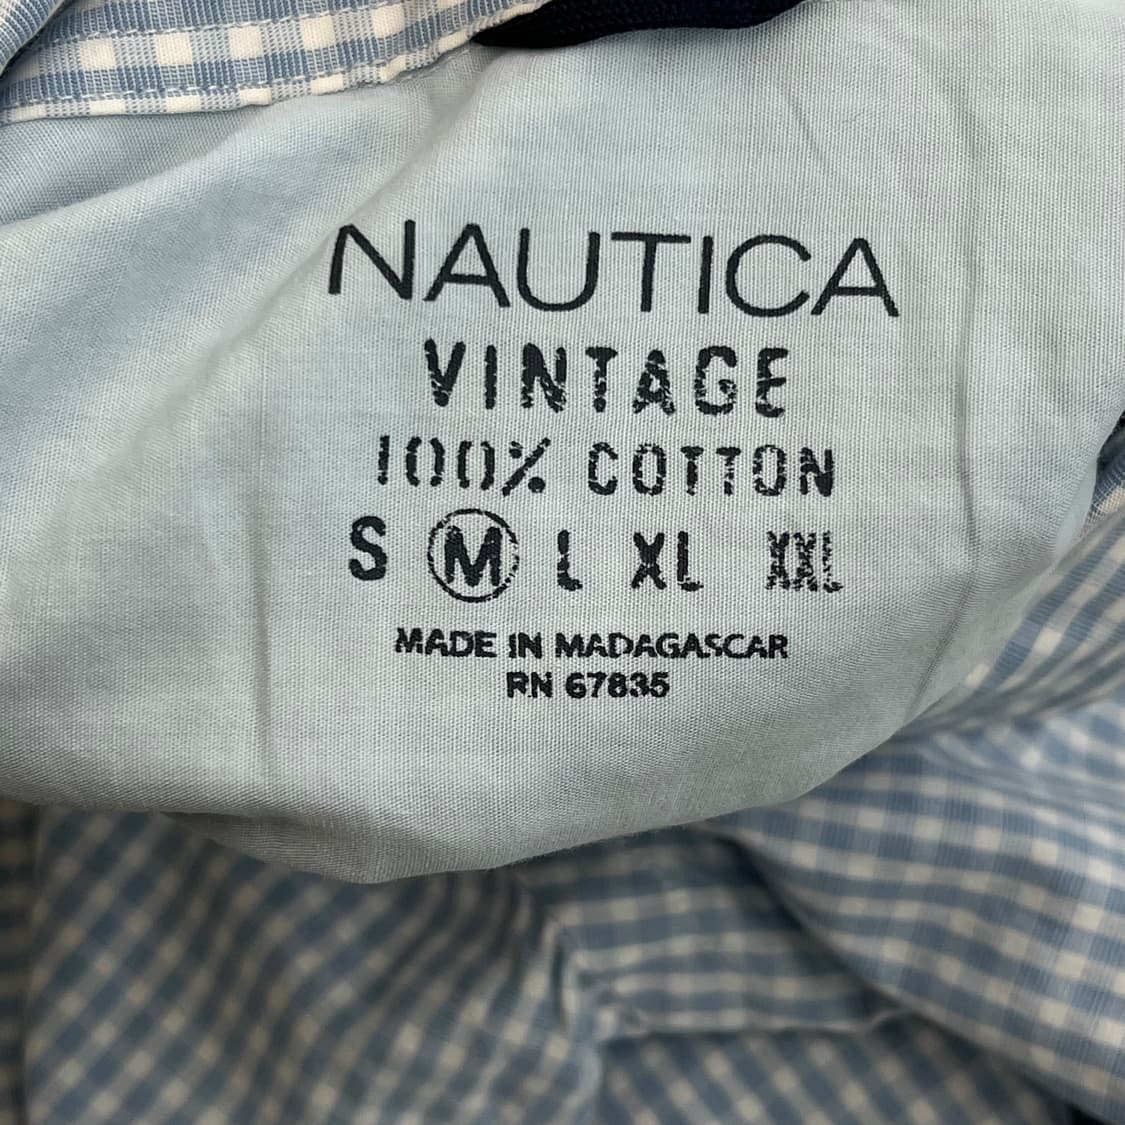 NAUTICA
VINTAGE
100% COTTON
S M L XL XXL
MADE IN MADAGASCAR
RN 67835